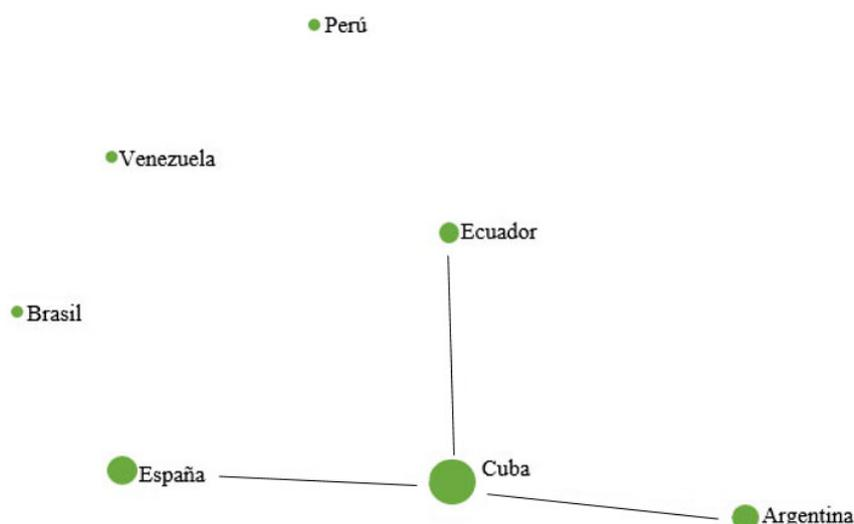 Perú
Venezuela
Ecuador
Brasil
España
Cuba
Argentina